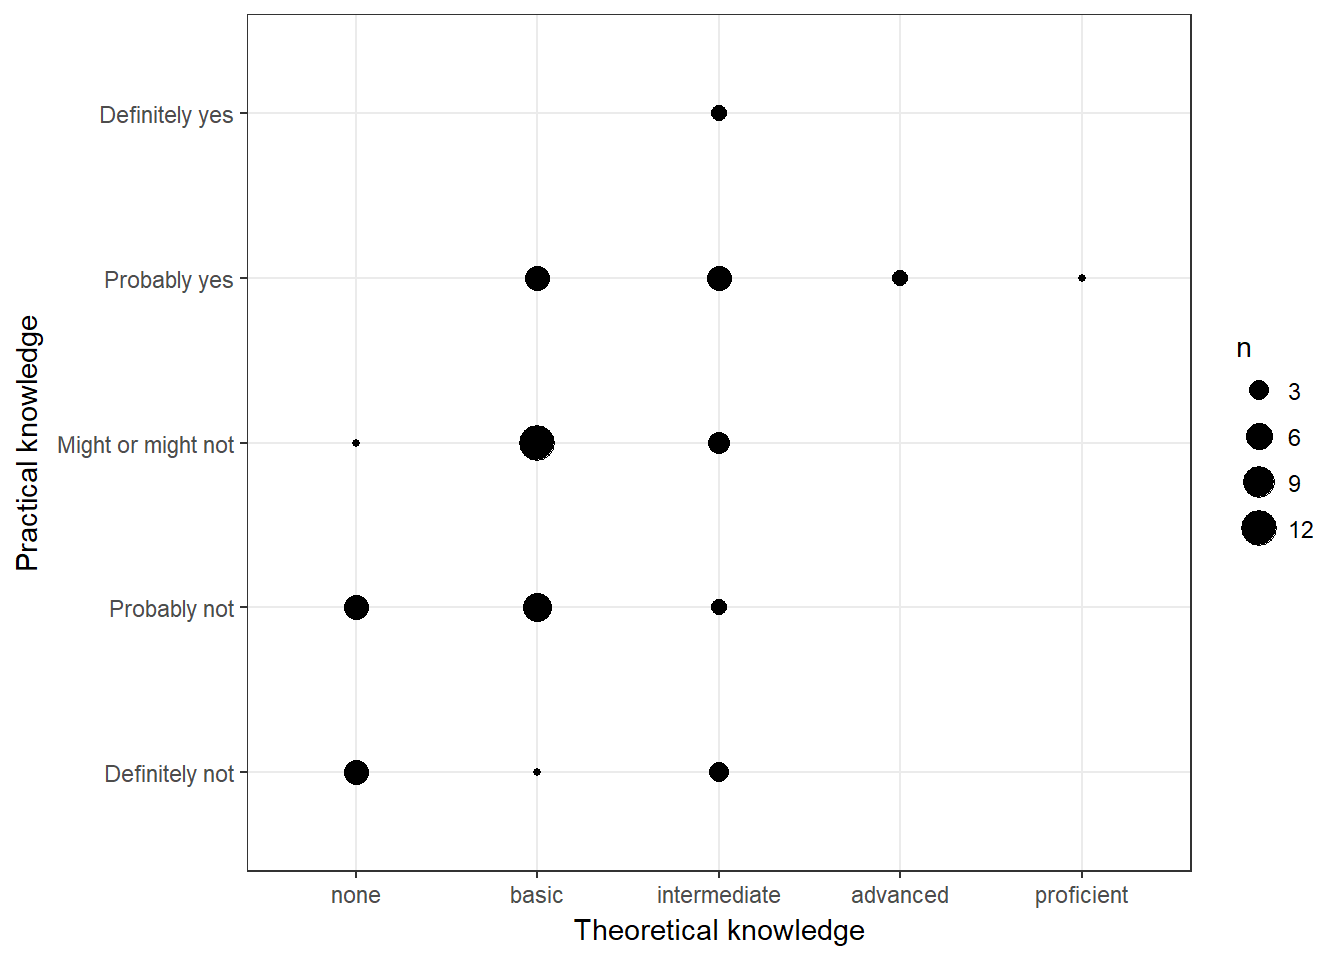 Definitely yes
Probably yes
Might or might not
Probably not
Definitely not
Practical knowledge
none basic intermediate advanced proficient
Theoretical knowledge
n
3
6
9
12